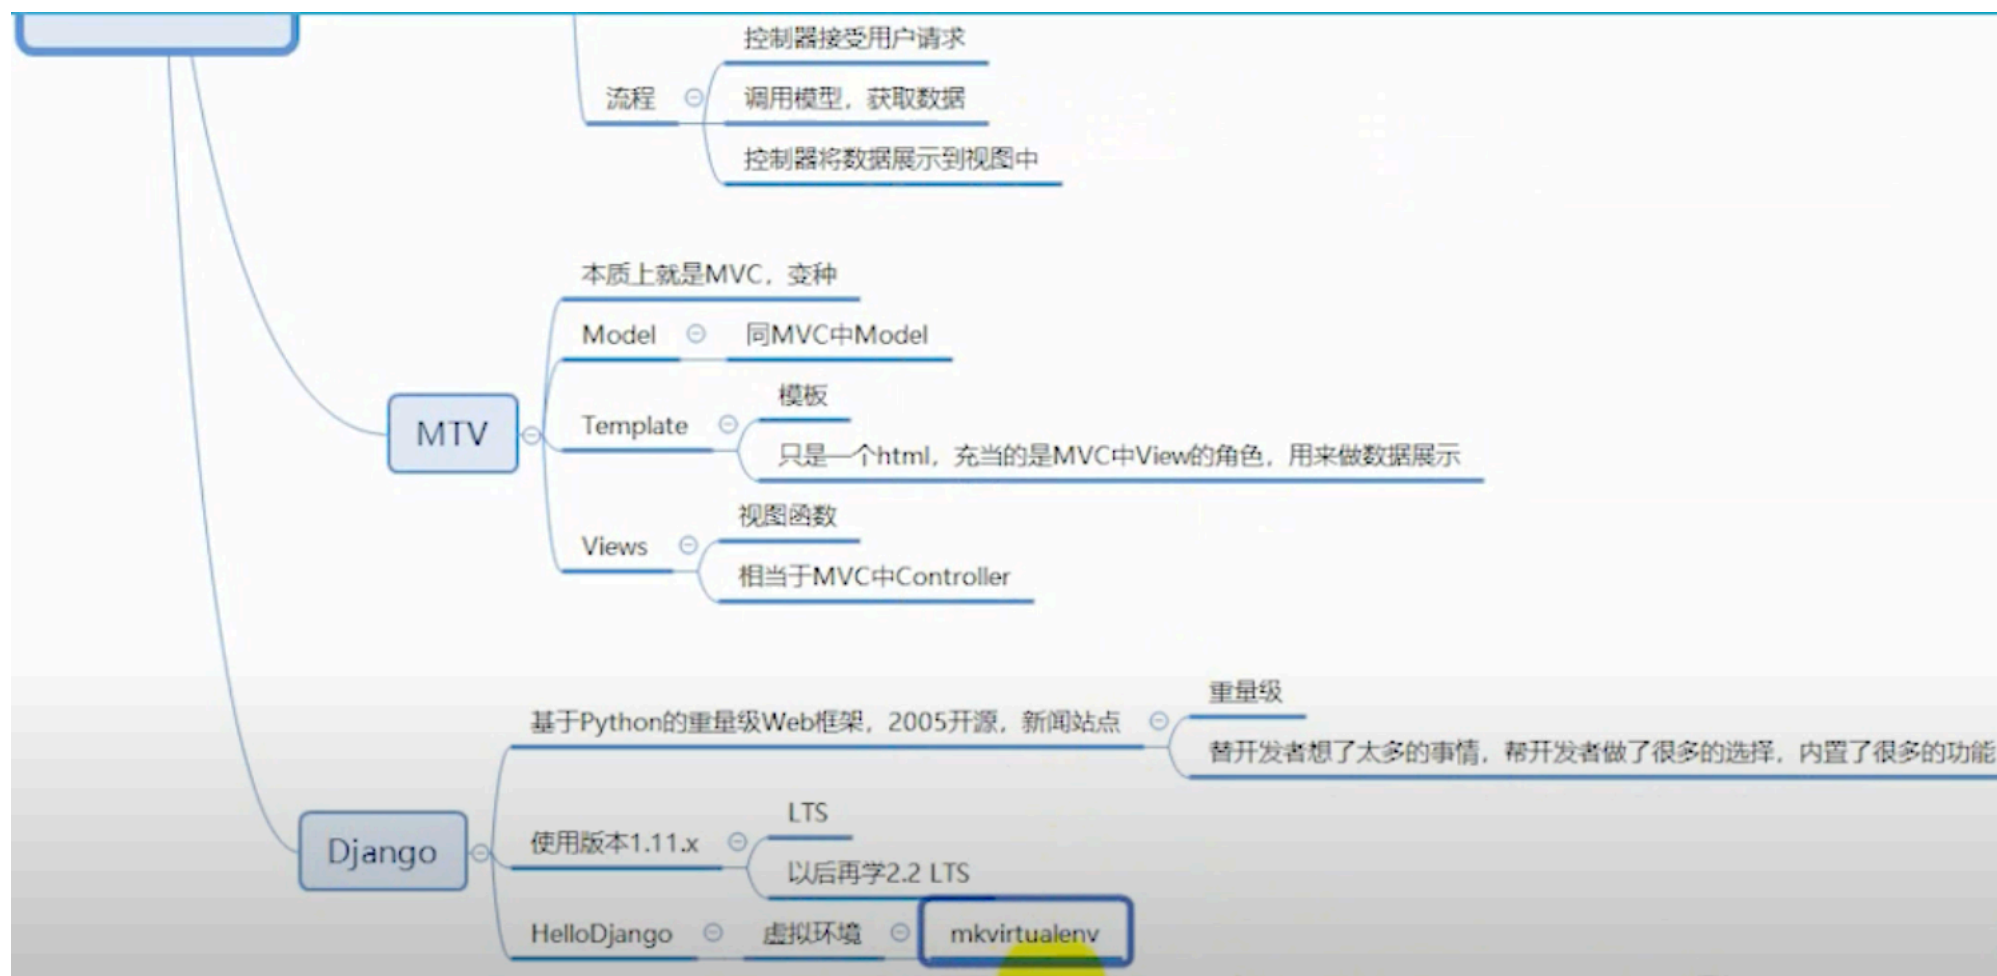 控制器接受用户请求
流程
调用模型，获取数据
控制器将数据展示到视图中
本质上就是MVC，变种
Model
同MVC中Model
MTV
Template
模板
只是一个html，充当的是MVC中View的角色，用来做数据展示
Views
视图函数
相当于MVC中Controller
Django
基于Python的重量级Web框架，2005开源，新闻站点
重量级
替开发者想了太多的事情，帮开发者做了很多的选择，内置了很多的功能
使用版本1.11.x
LTS
以后再学2.2 LTS
HelloDjango
虚拟环境
mkvirtualenv